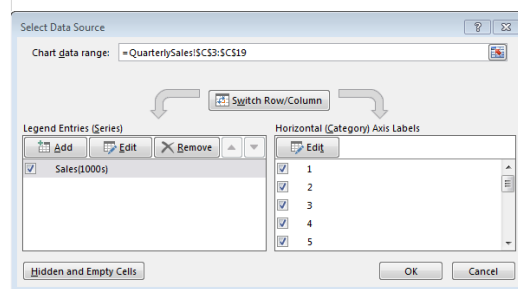 Select Data Source
Chart data range: =QuarterlySales!$C$3:$C$19
Switch Row/Column
Legend Entries (Series)
Add Edit Remove
Sales(1000s)
Horizontal (Category) Axis Labels
Edit
1
2
3
4
5
Hidden and Empty Cells
OK Cancel